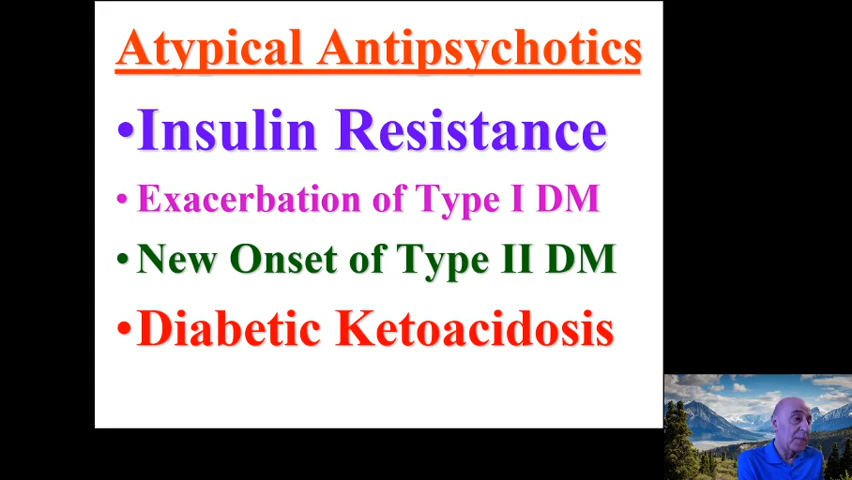 Atypical Antipsychotics
•Insulin Resistance
• Exacerbation of Type I DM
• New Onset of Type II DM
•Diabetic Ketoacidosis